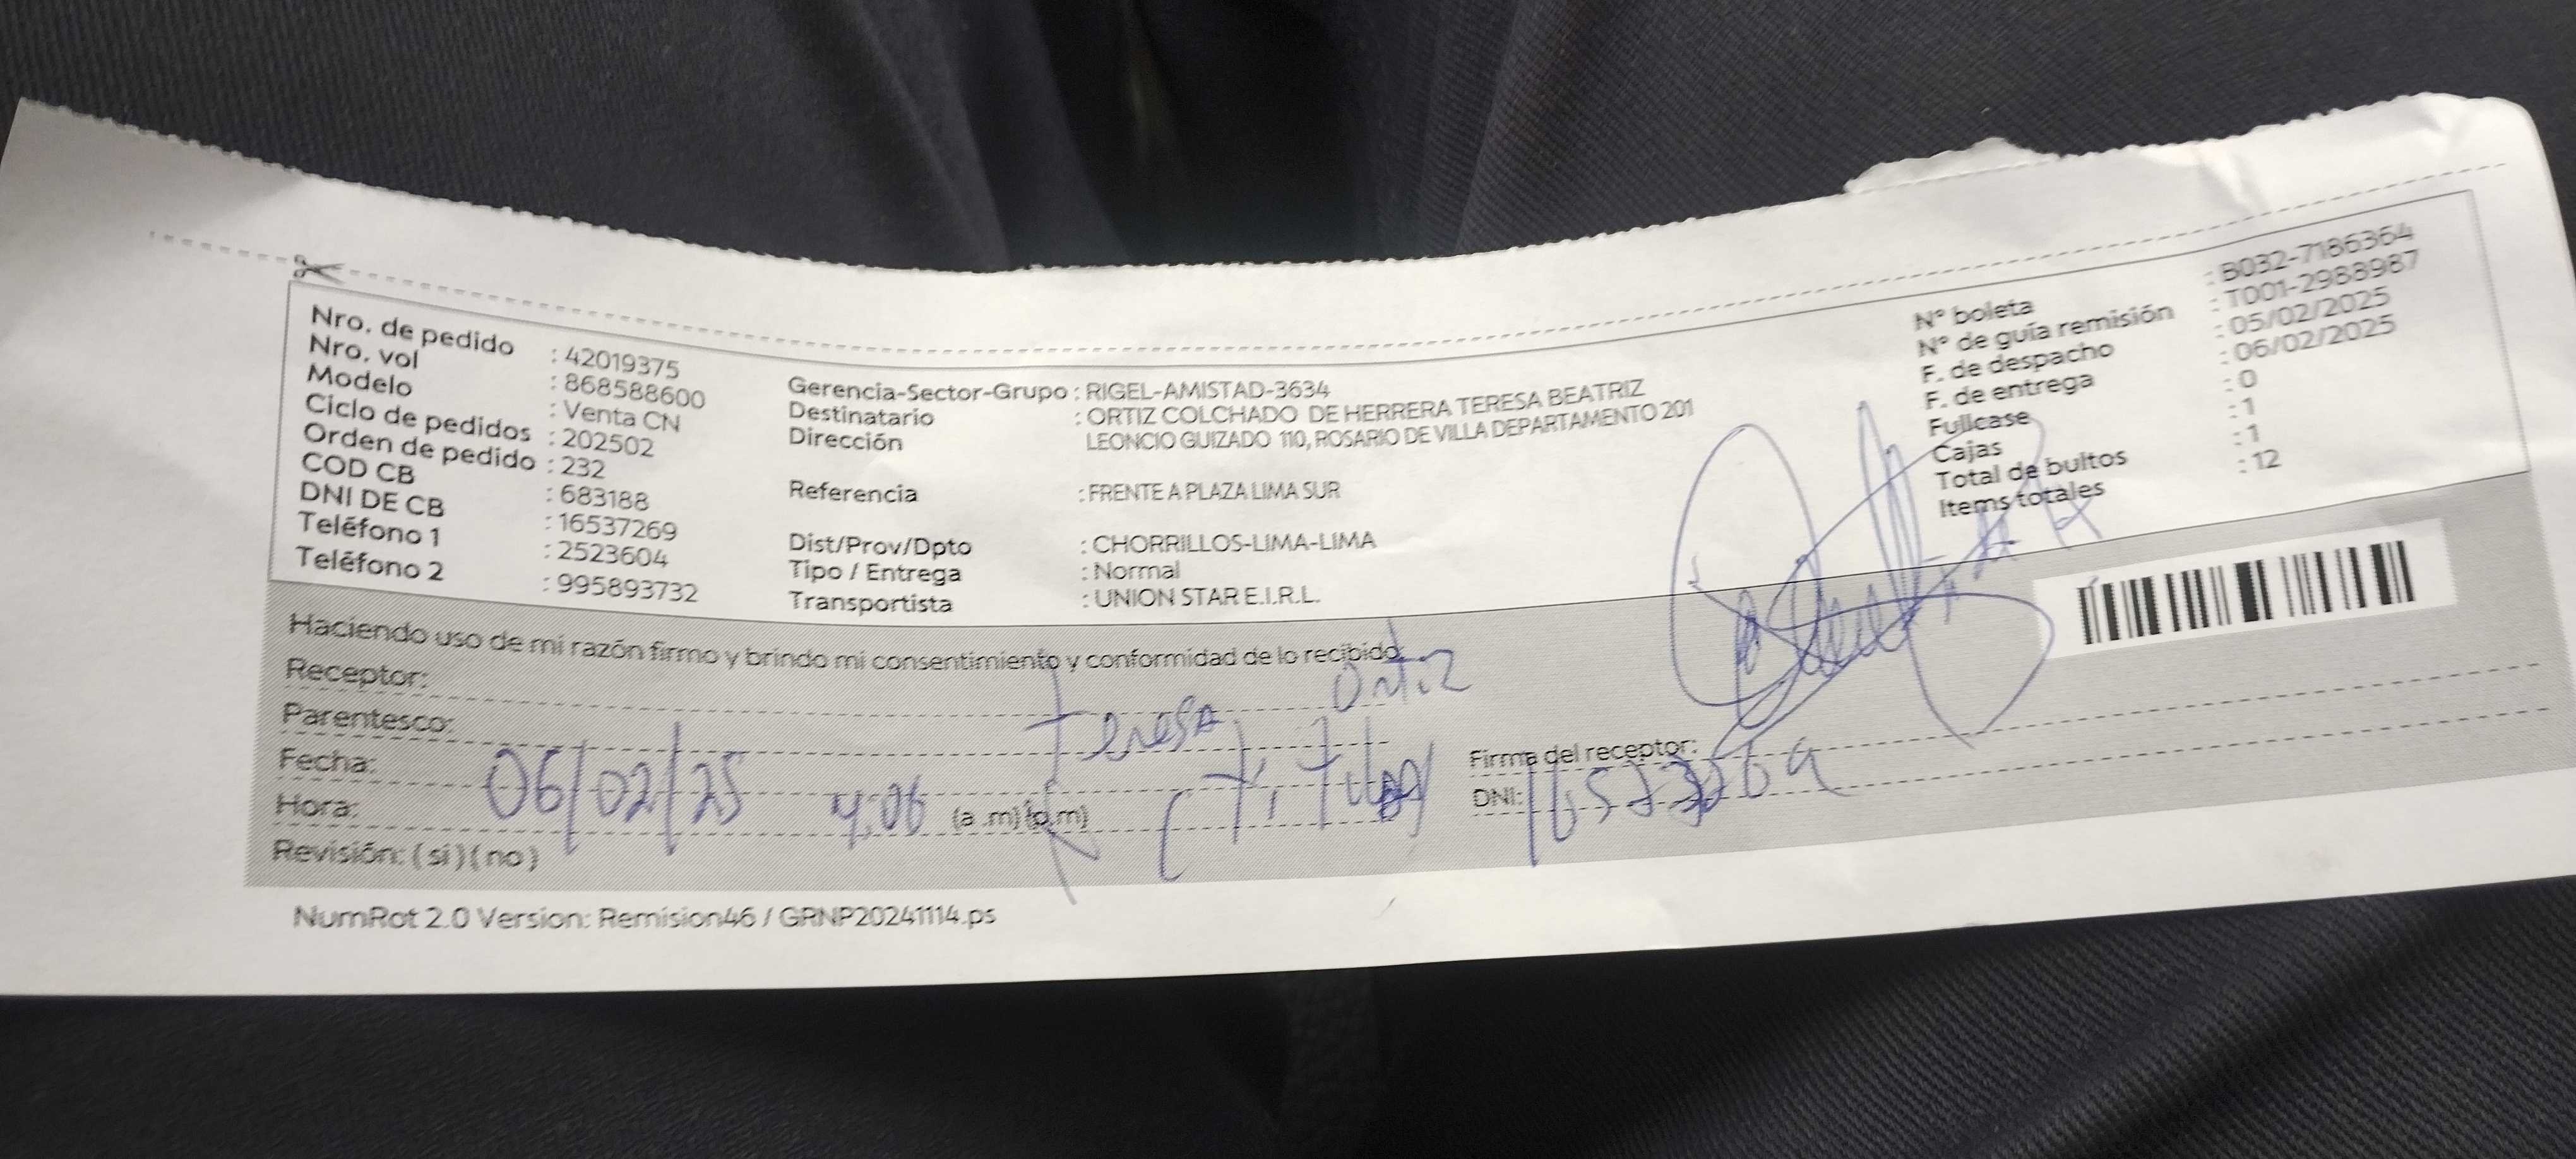 Nro. de pedido : 42019375
Nro. vol : 868588600
Modelo : Venta CN
Ciclo de pedidos : 202502
Orden de pedido : 232
COD CB : 683188
DNI DE CB : 16537269
Teléfono 1 : 2523604
Teléfono 2 : 995893732
Gerencia-Sector-Grupo : RIGEL-AMISTAD-3634
Destinatario : ORTIZ COLCHADO DE HERRERA TERESA BEATRIZ
Dirección LEONCIO GUIZADO 110, ROSARIO DE VILLA DEPARTAMENTO 201
Referencia : FRENTE A PLAZA LIMA SUR
Dist/Prov/Dpto : CHORRILLOS-LIMA-LIMA
Tipo / Entrega : Normal
Transportista : UNION STAR E.I.R.L.
N° boleta : B032-7186364
N° de guía remisión : T001-2988987
F. de despacho : 05/02/2025
F. de entrega : 06/02/2025
Fullcase : 0
Cajas : 1
Total de bultos : 1
Items totales : 12
Haciendo uso de mi razón firmo y brindo mi consentimiento y conformidad de lo recibido.
Receptor: Teresa Ortiz
Parentesco:
Fecha: 06/02/25
Hora: 4:06 (a .m) (p.m)
Revisión: ( si ) ( no )
Firma del receptor:
DNI:
NumRot 2.0 Version: Remision46 / GRNP20241114.ps